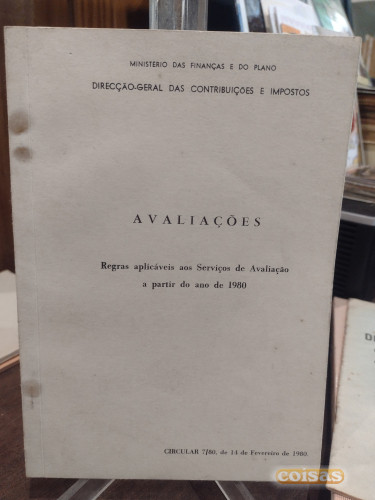 MINISTÉRIO DAS FINANÇAS E DO PLANO
DIRECÇÃO-GERAL DAS CONTRIBUIÇÕES E IMPOSTOS
AVALIAÇÕES
Regras aplicáveis aos Serviços de Avaliação
a partir do ano de 1980
CIRCULAR 7/80, de 14 de Fevereiro de 1980.
coisas